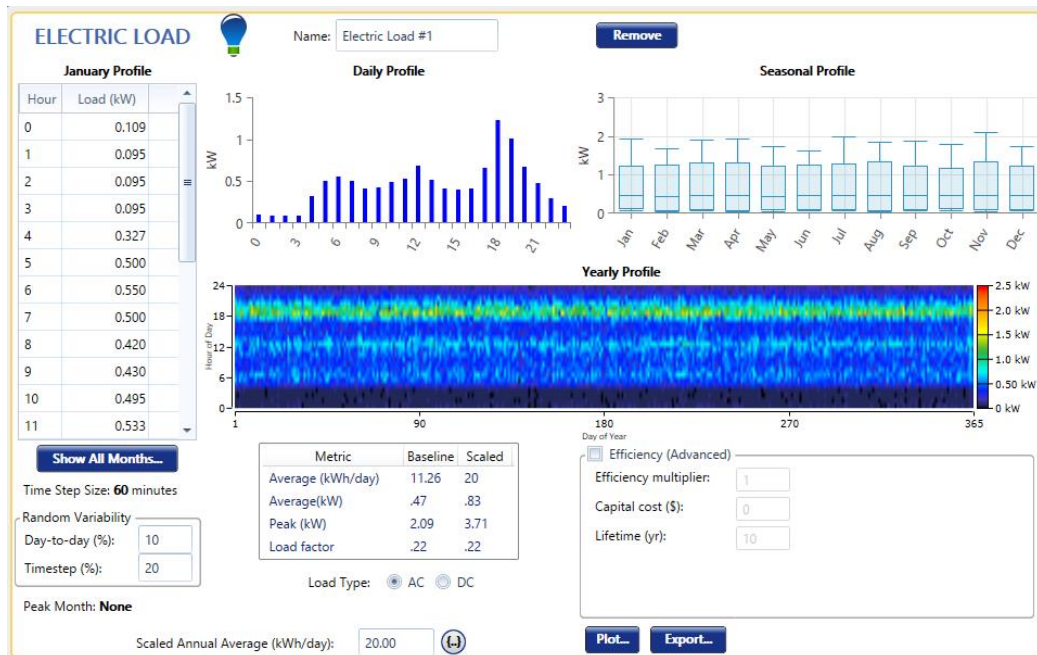 ELECTRIC LOAD
Name: Electric Load #1
Remove
January Profile
Hour Load (kW)
0 0.109
1 0.095
2 0.095
3 0.095
4 0.327
5 0.500
6 0.550
7 0.500
8 0.420
9 0.430
10 0.495
11 0.533
Show All Months...
Time Step Size: 60 minutes
Random Variability
Day-to-day (%): 10
Timestep (%): 20
Peak Month: None
Daily Profile
kW
1.5
1
0.5
0
0 3 6 9 12 15 18 21
Seasonal Profile
kW
3
2
1
0
Jan Feb Mar Apr May Jun Jul Aug Sep Oct Nov Dec
Yearly Profile
Hour of Day
24
18
12
6
0
1 90 180 270 365
Day of Year
2.5 kW
2.0 kW
1.5 kW
1.0 kW
0.50 kW
0 kW
Metric Baseline Scaled
Average (kWh/day) 11.26 20
Average(kW) .47 .83
Peak (kW) 2.09 3.71
Load factor .22 .22
Load Type: AC DC
Scaled Annual Average (kWh/day): 20.00 {..}
Efficiency (Advanced)
Efficiency multiplier: 1
Capital cost ($): 0
Lifetime (yr): 10
Plot... Export...